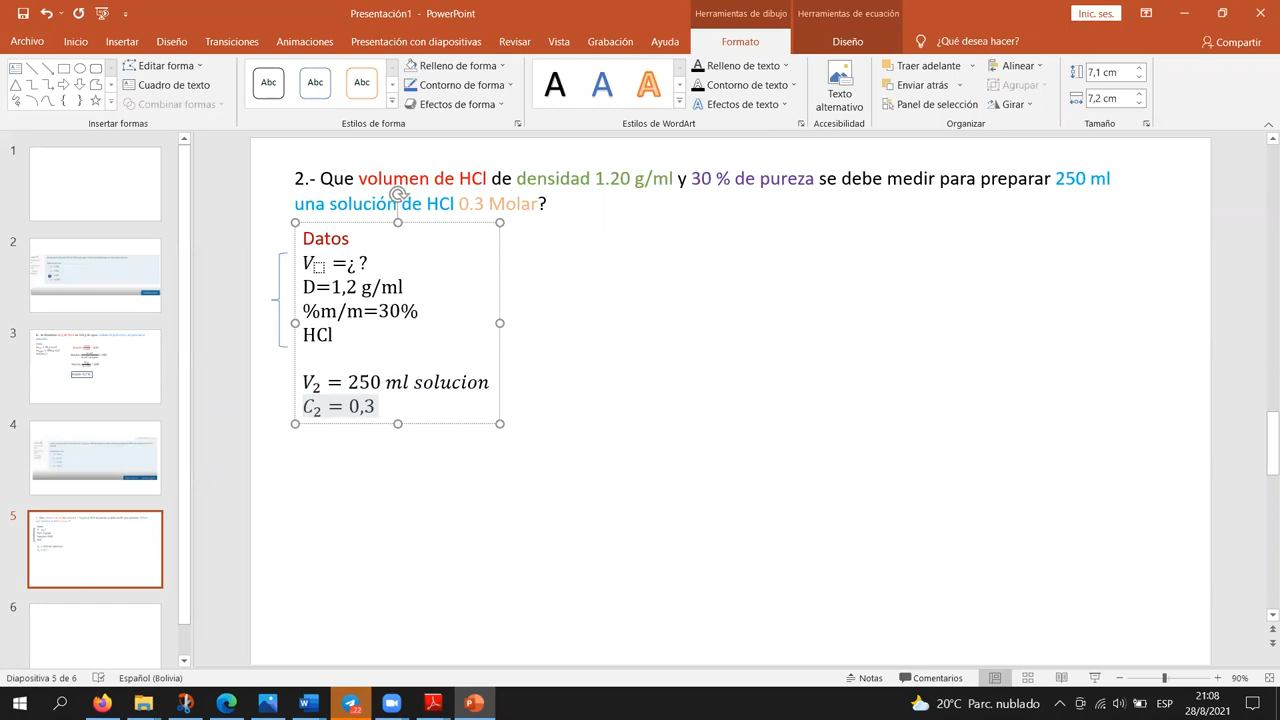 Presentación1 - PowerPoint
Herramientas de dibujo
Herramientas de ecuación
Inic. ses.
Archivo
Inicio
Insertar
Diseño
Transiciones
Animaciones
Presentación con diapositivas
Revisar
Vista
Grabación
Ayuda
Formato
Diseño
¿Qué desea hacer?
Compartir
Editar forma
Cuadro de texto
Combinar formas
Insertar formas
Abc
Abc
Abc
Relleno de forma
Contorno de forma
Efectos de forma
Estilos de forma
A
A
A
Relleno de texto
Contorno de texto
Efectos de texto
Estilos de WordArt
Texto
alternativo
Accesibilidad
Traer adelante
Enviar atrás
Panel de selección
Alinear
Agrupar
Girar
Organizar
7,1 cm
7,2 cm
Tamaño
1
2
3
4
5
6
2.- Que volumen de HCl de densidad 1.20 g/ml y 30 % de pureza se debe medir para preparar 250 ml
una solución de HCl 0.3 Molar?
Datos
V⬚ =¿?
D=1,2 g/ml
%m/m=30%
HCl
V₂ = 250 ml solucion
C₂ = 0,3
Diapositiva 5 de 6
Español (Bolivia)
Notas
Comentarios
90%
22
20°C Parc. nublado
ESP
21:08
28/8/2021